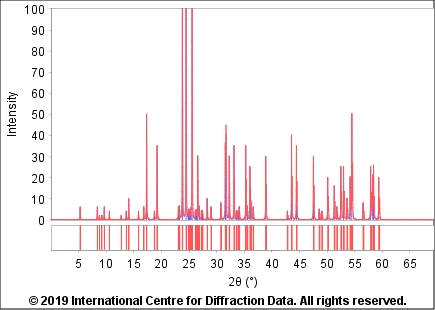 100
90
80
70
60
50
40
30
20
10
0
Intensity
5 10 15 20 25 30 35 40 45 50 55 60 65
2θ (°)
© 2019 International Centre for Diffraction Data. All rights reserved.